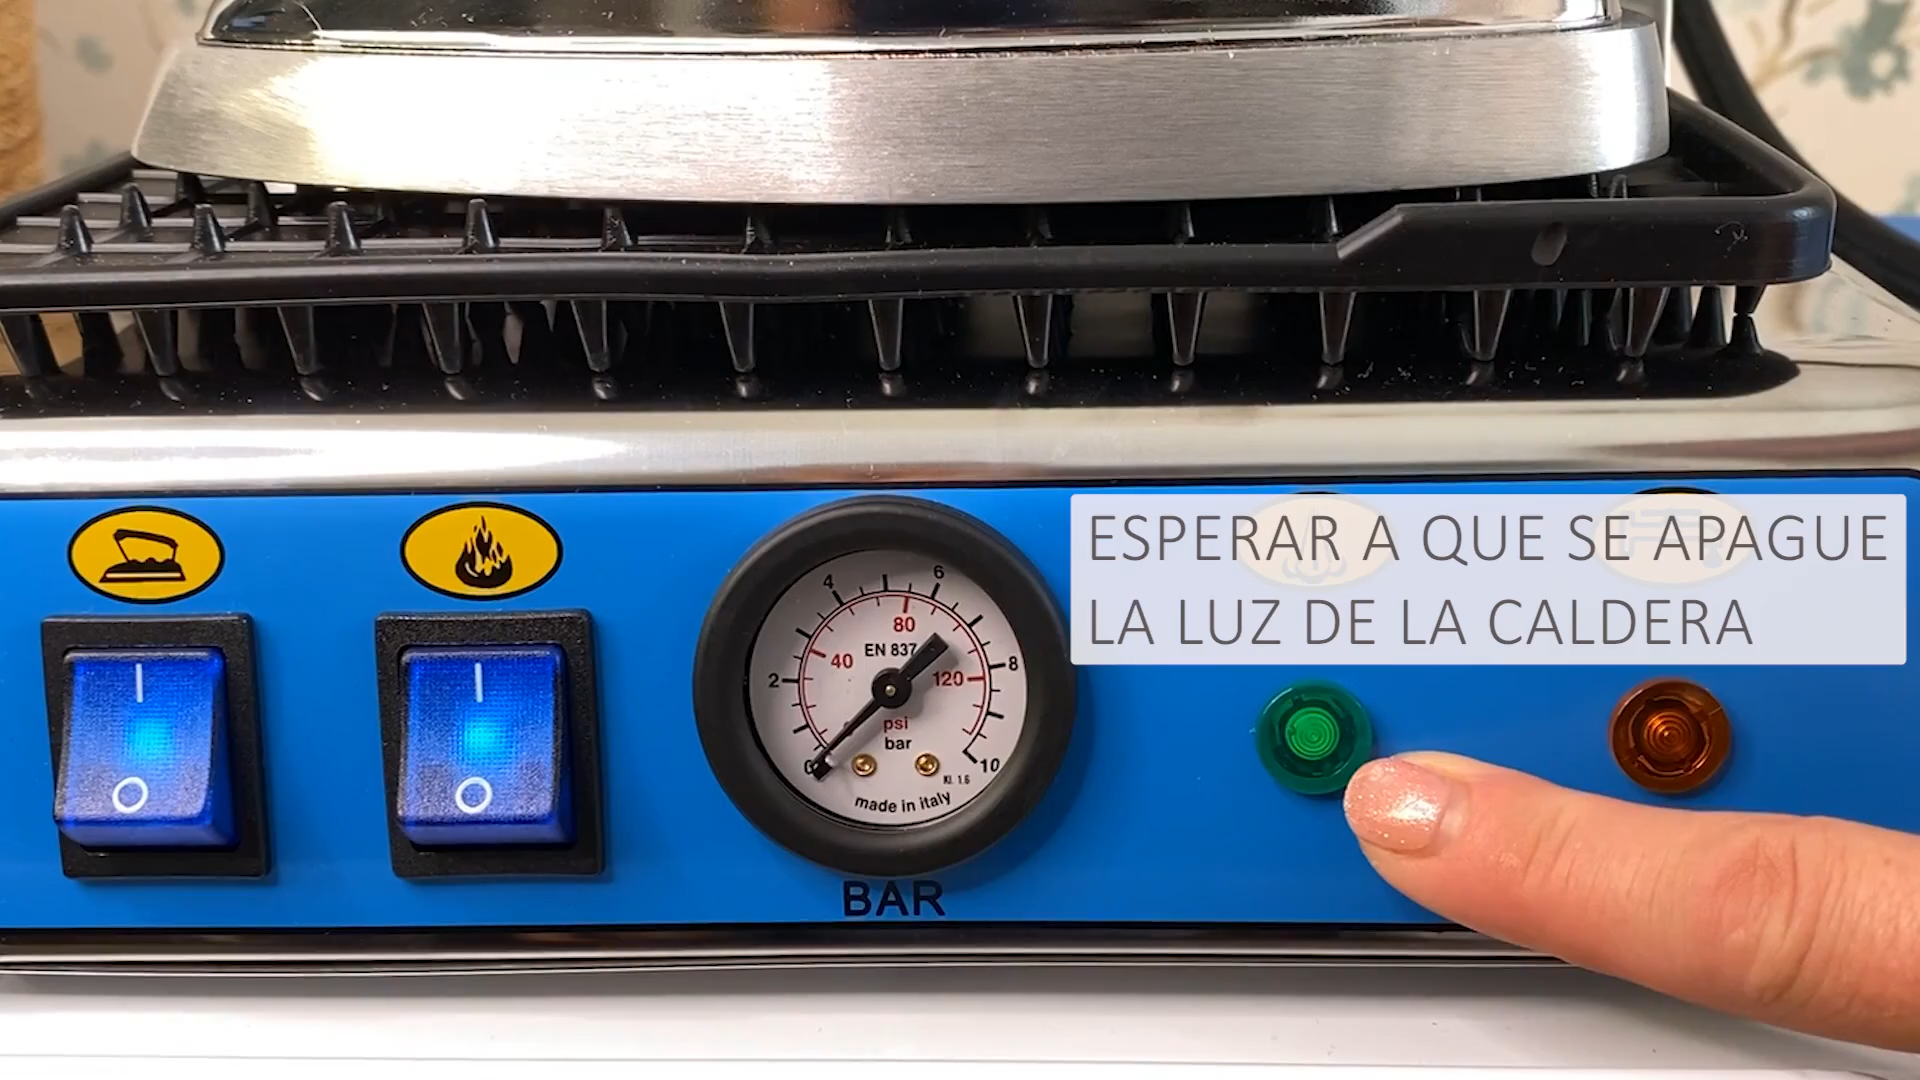 ESPERAR A QUE SE APAGUE
LA LUZ DE LA CALDERA
4
6
80
EN 837
40
8
2
120
psi
bar
0
10
Kl. 1.6
made in italy
BAR